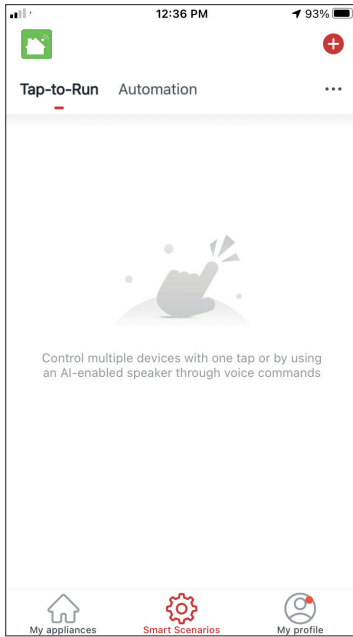 12:36 PM
93%
Tap-to-Run Automation
Control multiple devices with one tap or by using
an AI-enabled speaker through voice commands
My appliances Smart Scenarios My profile